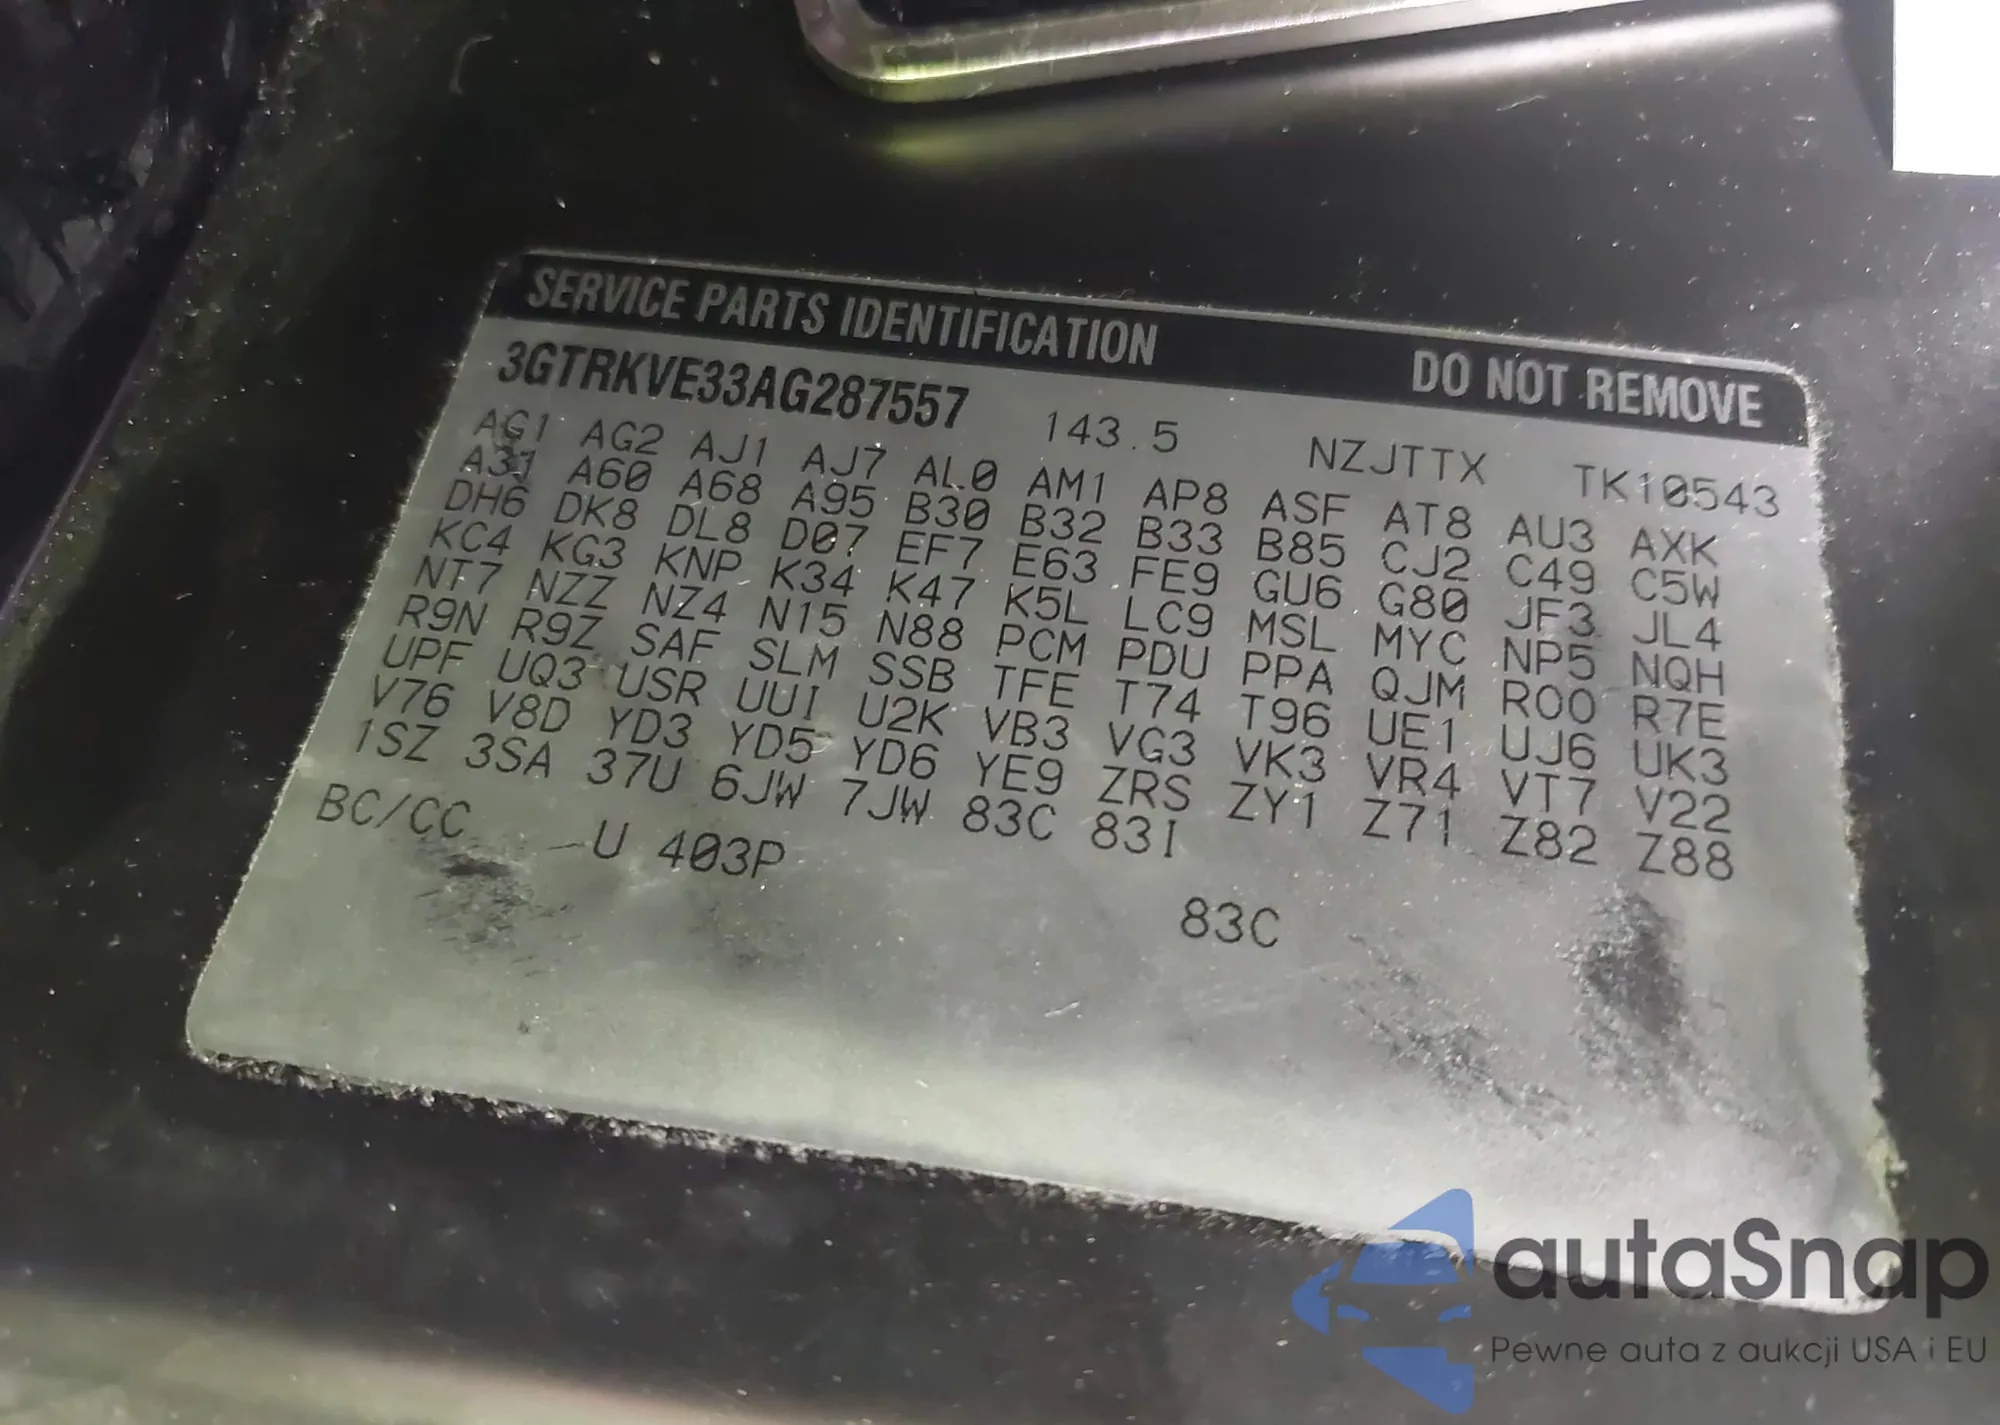 SERVICE PARTS IDENTIFICATION DO NOT REMOVE
3GTRKVE33AG287557 143.5 NZJTTX TK10543
AG1 AG2 AJ1 AJ7 AL0 AM1 AP8 ASF AT8 AU3 AXK
A31 A60 A68 A95 B30 B32 B33 B85 CJ2 C49 C5W
DH6 DK8 DL8 D07 EF7 E63 FE9 GU6 G80 JF3 JL4
KC4 KG3 KNP K34 K47 K5L LC9 MSL MYC NP5 NQH
NT7 NZZ NZ4 N15 N88 PCM PDU PPA QJM ROO R7E
R9N R9Z SAF SLM SSB TFE T74 T96 UE1 UJ6 UK3
UPF UQ3 USR UUI U2K VB3 VG3 VK3 VR4 VT7 V22
V76 V8D YD3 YD5 YD6 YE9 ZRS ZY1 Z71 Z82 Z88
1SZ 3SA 37U 6JW 7JW 83C 83I
BC/CC U 403P 83C
autaSnap
Pewne auta z aukcji USA i EU